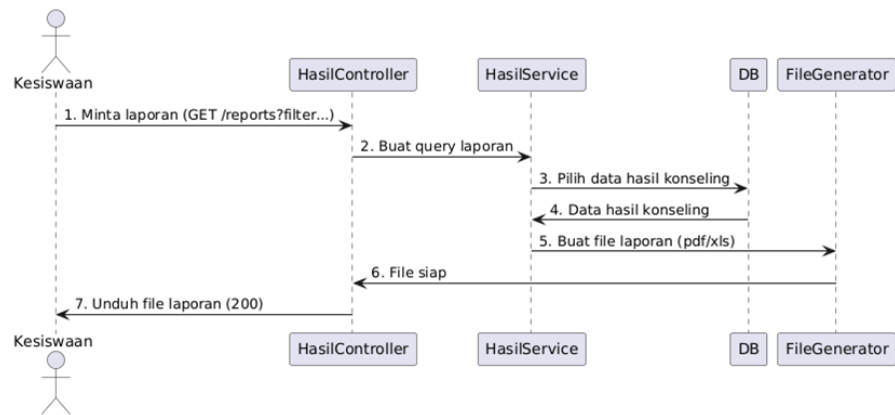 Kesiswaan
HasilController
HasilService
DB
FileGenerator
1. Minta laporan (GET /reports?filter...)
2. Buat query laporan
3. Pilih data hasil konseling
4. Data hasil konseling
5. Buat file laporan (pdf/xls)
6. File siap
7. Unduh file laporan (200)
Kesiswaan
HasilController
HasilService
DB
FileGenerator